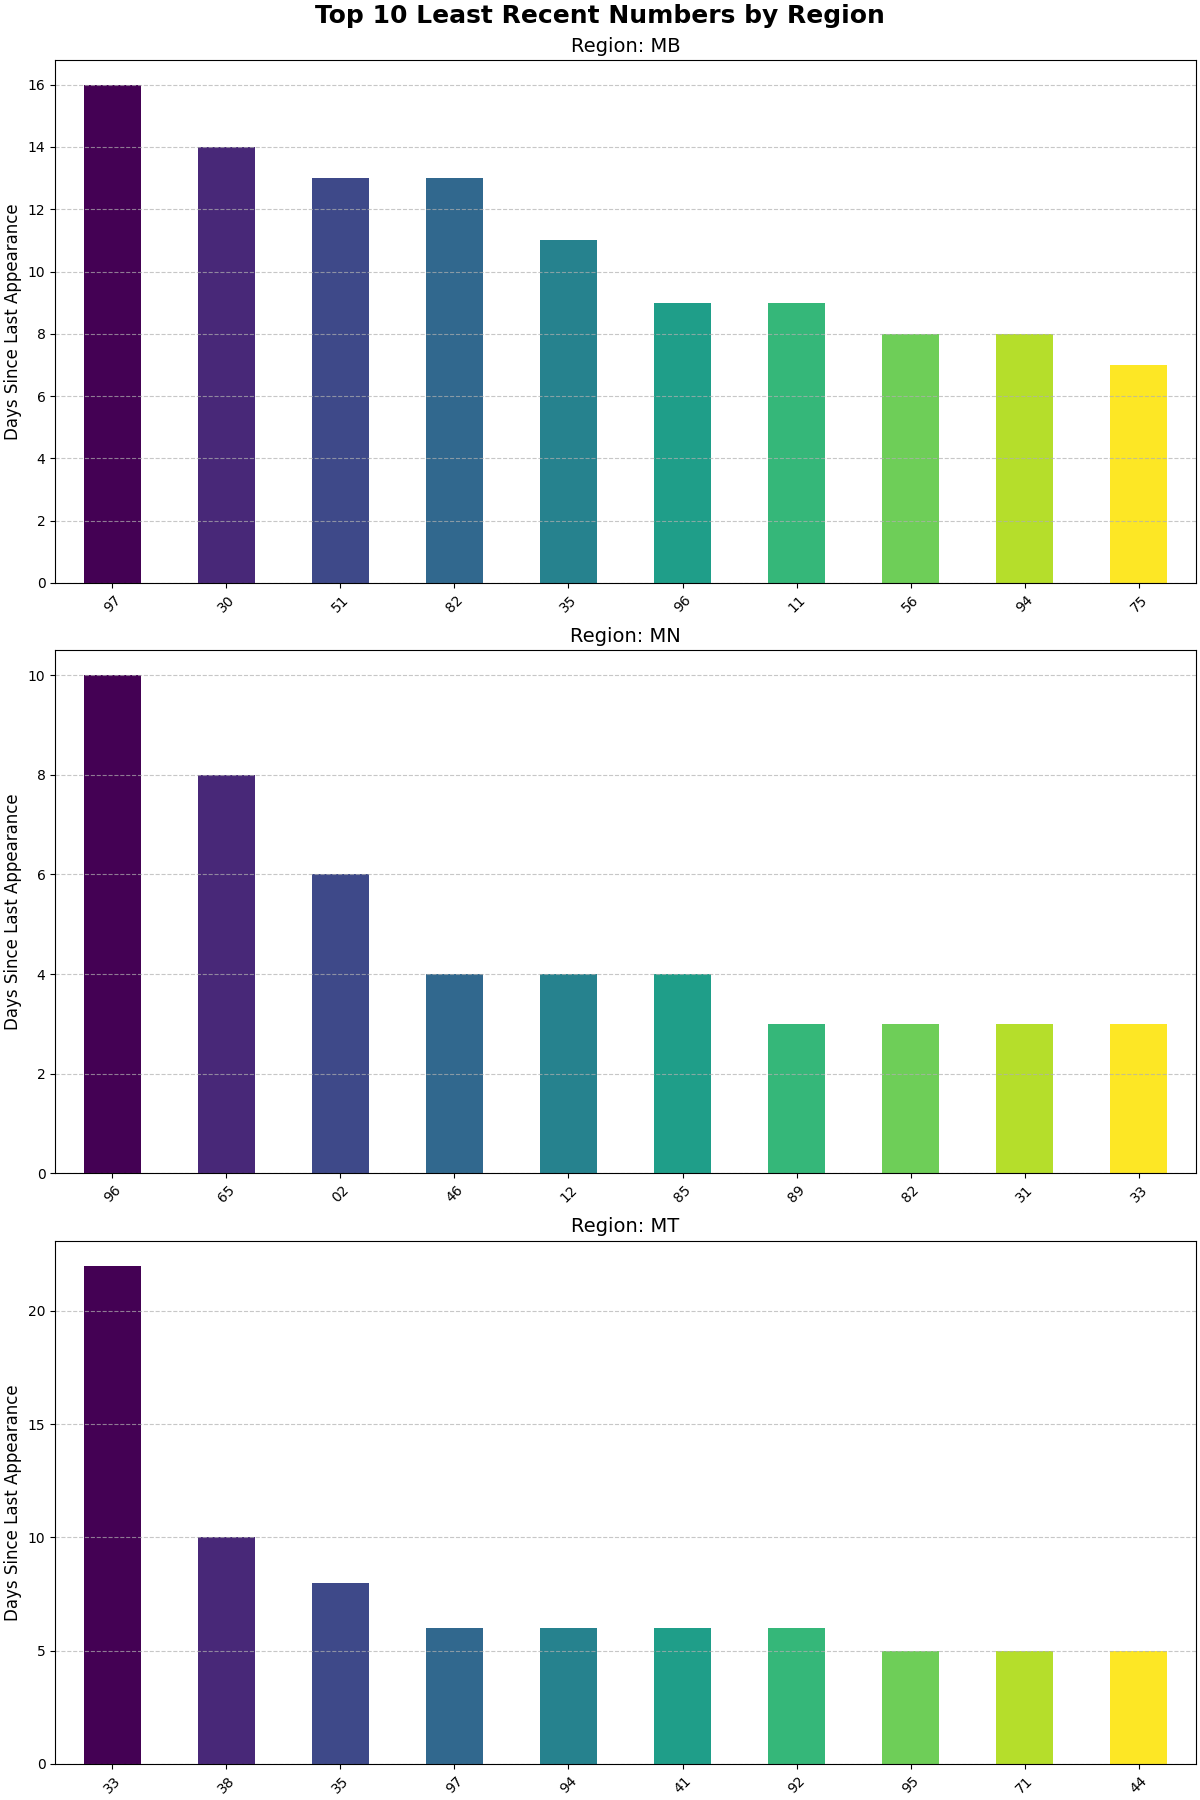 Top 10 Least Recent Numbers by Region
Region: MB
Days Since Last Appearance
16
14
12
10
8
6
4
2
0
97 30 51 82 35 96 11 56 94 75
Region: MN
Days Since Last Appearance
10
8
6
4
2
0
96 65 02 46 12 85 89 82 31 33
Region: MT
Days Since Last Appearance
20
15
10
5
0
33 38 35 97 94 41 92 95 71 44